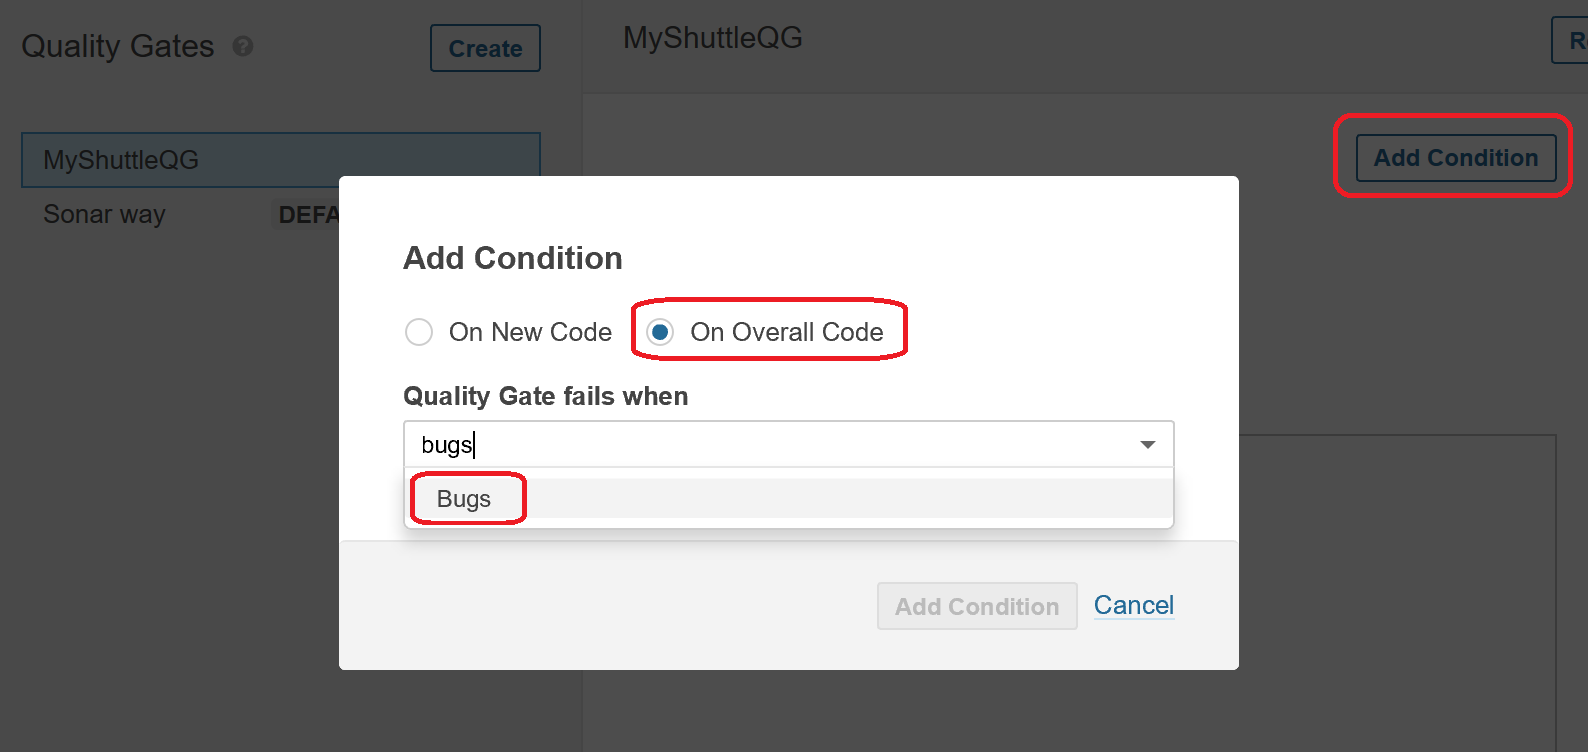 Quality Gates ?
Create
MyShuttleQG
MyShuttleQG
Sonar way
Add Condition
Add Condition
On New Code
On Overall Code
Quality Gate fails when
bugs
Bugs
Add Condition
Cancel